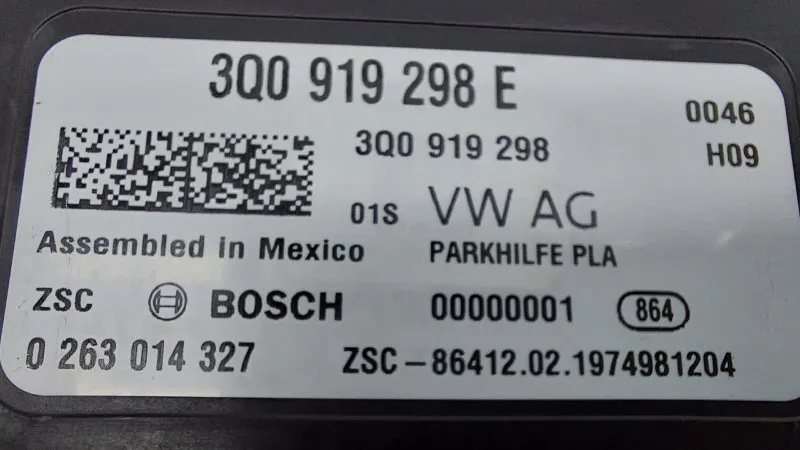 3Q0 919 298 E
0046
3Q0 919 298
H09
01S VW AG
Assembled in Mexico
PARKHILFE PLA
ZSC BOSCH 00000001 864
0 263 014 327
ZSC-86412.02.1974981204